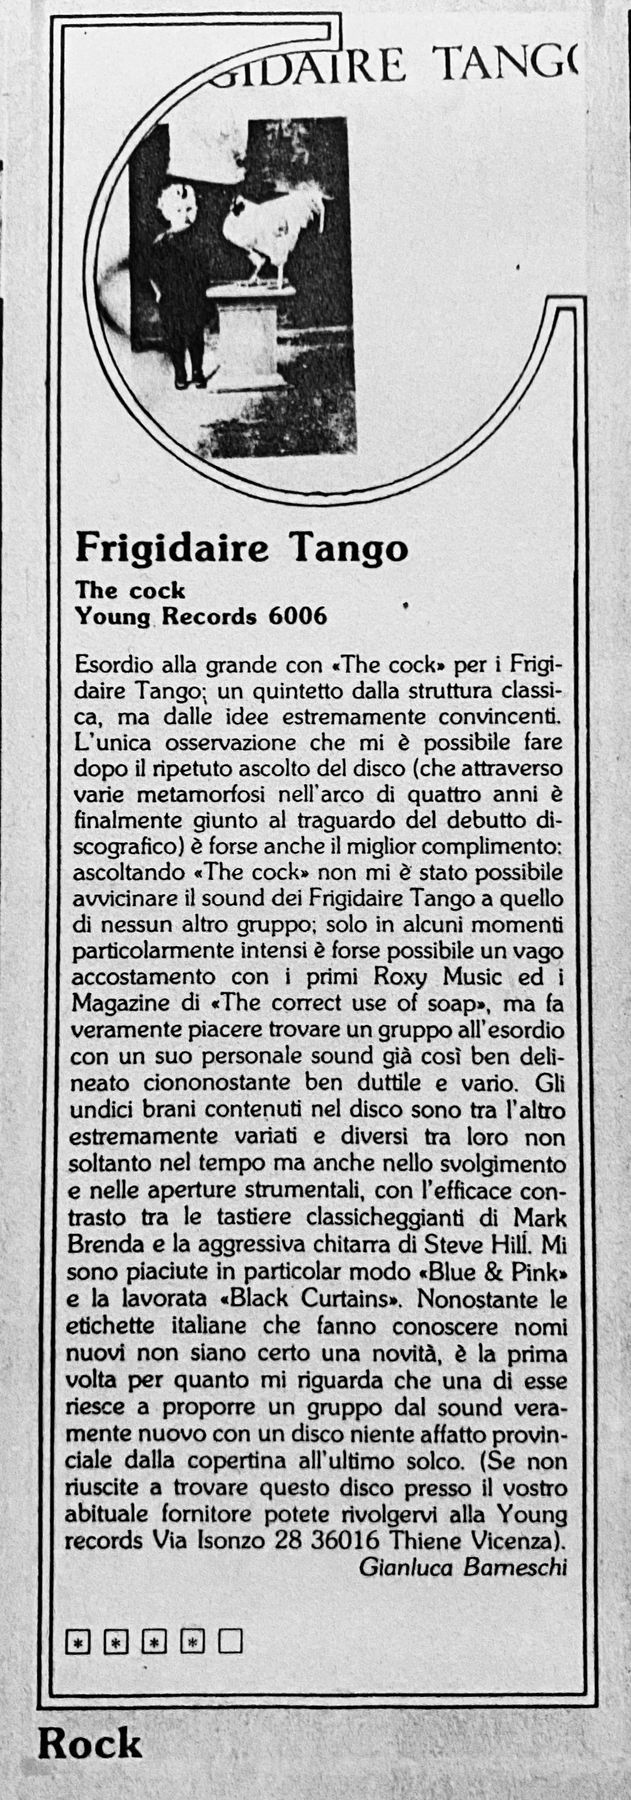 GIDAIRE TANGO
Frigidaire Tango
The cock
Young Records 6006
Esordio alla grande con «The cock» per i Frigi-
daire Tango; un quintetto dalla struttura classi-
ca, ma dalle idee estremamente convincenti.
L'unica osservazione che mi è possibile fare
dopo il ripetuto ascolto del disco (che attraverso
varie metamorfosi nell'arco di quattro anni è
finalmente giunto al traguardo del debutto di-
scografico) è forse anche il miglior complimento:
ascoltando «The cock» non mi è stato possibile
avvicinare il sound dei Frigidaire Tango a quello
di nessun altro gruppo; solo in alcuni momenti
particolarmente intensi è forse possibile un vago
accostamento con i primi Roxy Music ed i
Magazine di «The correct use of soap», ma fa
veramente piacere trovare un gruppo all'esordio
con un suo personale sound già così ben deli-
neato ciononostante ben duttile e vario. Gli
undici brani contenuti nel disco sono tra l'altro
estremamente variati e diversi tra loro non
soltanto nel tempo ma anche nello svolgimento
e nelle aperture strumentali, con l'efficace con-
trasto tra le tastiere classicheggianti di Mark
Brenda e la aggressiva chitarra di Steve Hill. Mi
sono piaciute in particolar modo «Blue & Pink»
e la lavorata «Black Curtains». Nonostante le
etichette italiane che fanno conoscere nomi
nuovi non siano certo una novità, è la prima
volta per quanto mi riguarda che una di esse
riesce a proporre un gruppo dal sound vera-
mente nuovo con un disco niente affatto provin-
ciale dalla copertina all'ultimo solco. (Se non
riuscite a trovare questo disco presso il vostro
abituale fornitore potete rivolgervi alla Young
records Via Isonzo 28 36016 Thiene Vicenza).
Gianluca Bameschi
Rock